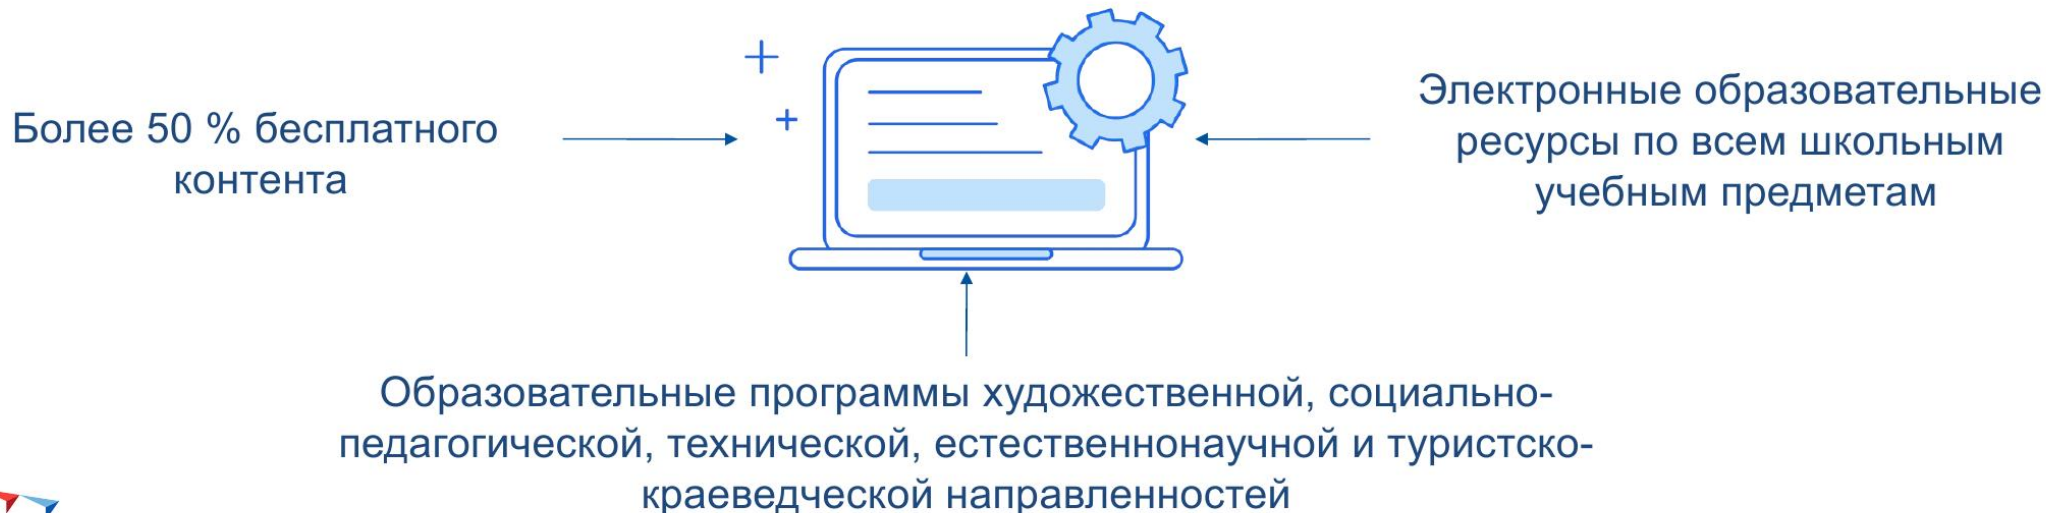 Более 50 % бесплатного
контента
Электронные образовательные
ресурсы по всем школьным
учебным предметам
Образовательные программы художественной, социально-
педагогической, технической, естественнонаучной и туристско-
краеведческой направленностей